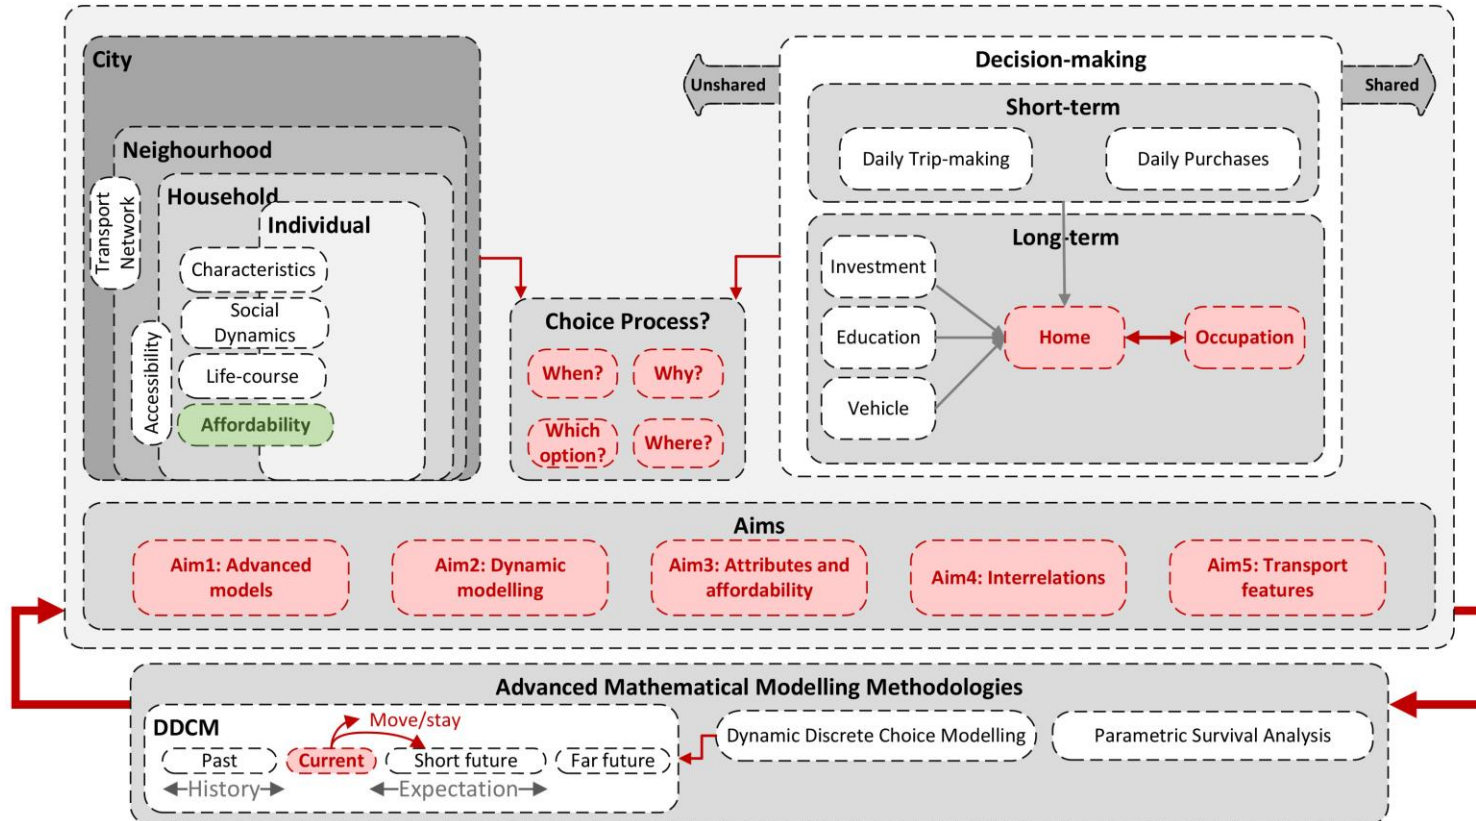 City
Neighourhood
Household
Individual
Transport
Network
Accessibility
Characteristics
Social
Dynamics
Life-course
Affordability
Choice Process?
When?
Why?
Which
option?
Where?
Unshared
Decision-making
Shared
Short-term
Daily Trip-making
Daily Purchases
Long-term
Investment
Education
Vehicle
Home
Occupation
Aims
Aim1: Advanced
models
Aim2: Dynamic
modelling
Aim3: Attributes and
affordability
Aim4: Interrelations
Aim5: Transport
features
Advanced Mathematical Modelling Methodologies
DDCM
Move/stay
Past
Current
Short future
Far future
History
Expectation
Dynamic Discrete Choice Modelling
Parametric Survival Analysis